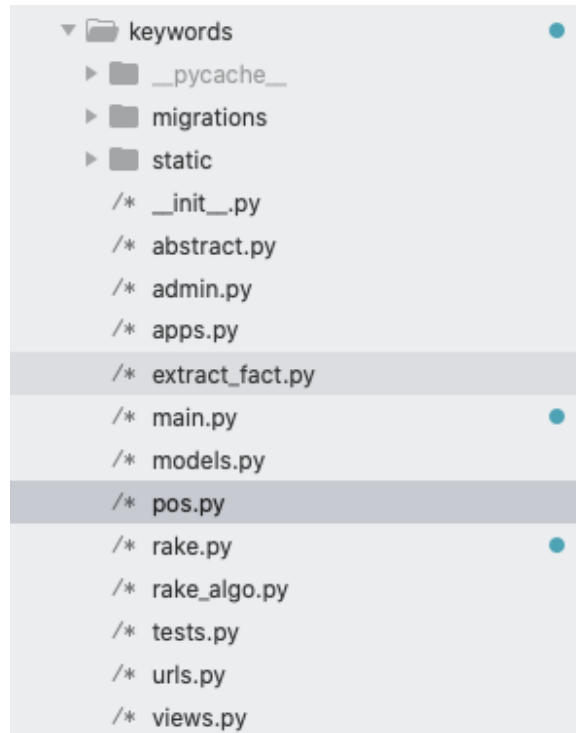 keywords
__pycache__
migrations
static
/* __init__.py
/* abstract.py
/* admin.py
/* apps.py
/* extract_fact.py
/* main.py
/* models.py
/* pos.py
/* rake.py
/* rake_algo.py
/* tests.py
/* urls.py
/* views.py